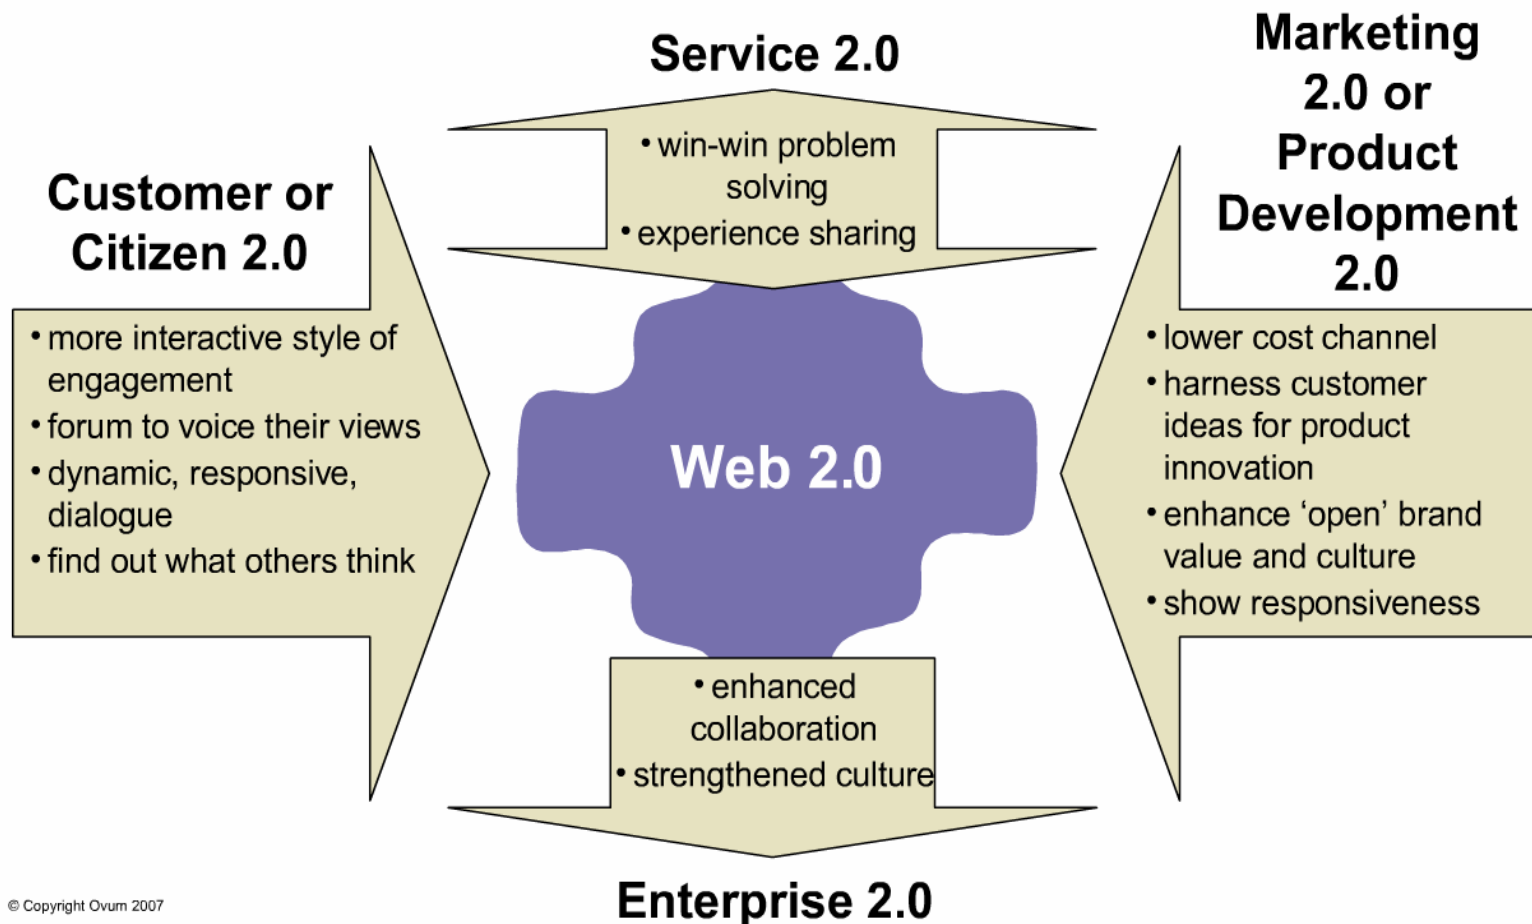 Service 2.0
• win-win problem
solving
• experience sharing
Customer or
Citizen 2.0
• more interactive style of
engagement
• forum to voice their views
• dynamic, responsive,
dialogue
• find out what others think
Web 2.0
Marketing
2.0 or
Product
Development
2.0
• lower cost channel
• harness customer
ideas for product
innovation
• enhance ‘open’ brand
value and culture
• show responsiveness
• enhanced
collaboration
• strengthened culture
Enterprise 2.0
© Copyright Ovum 2007